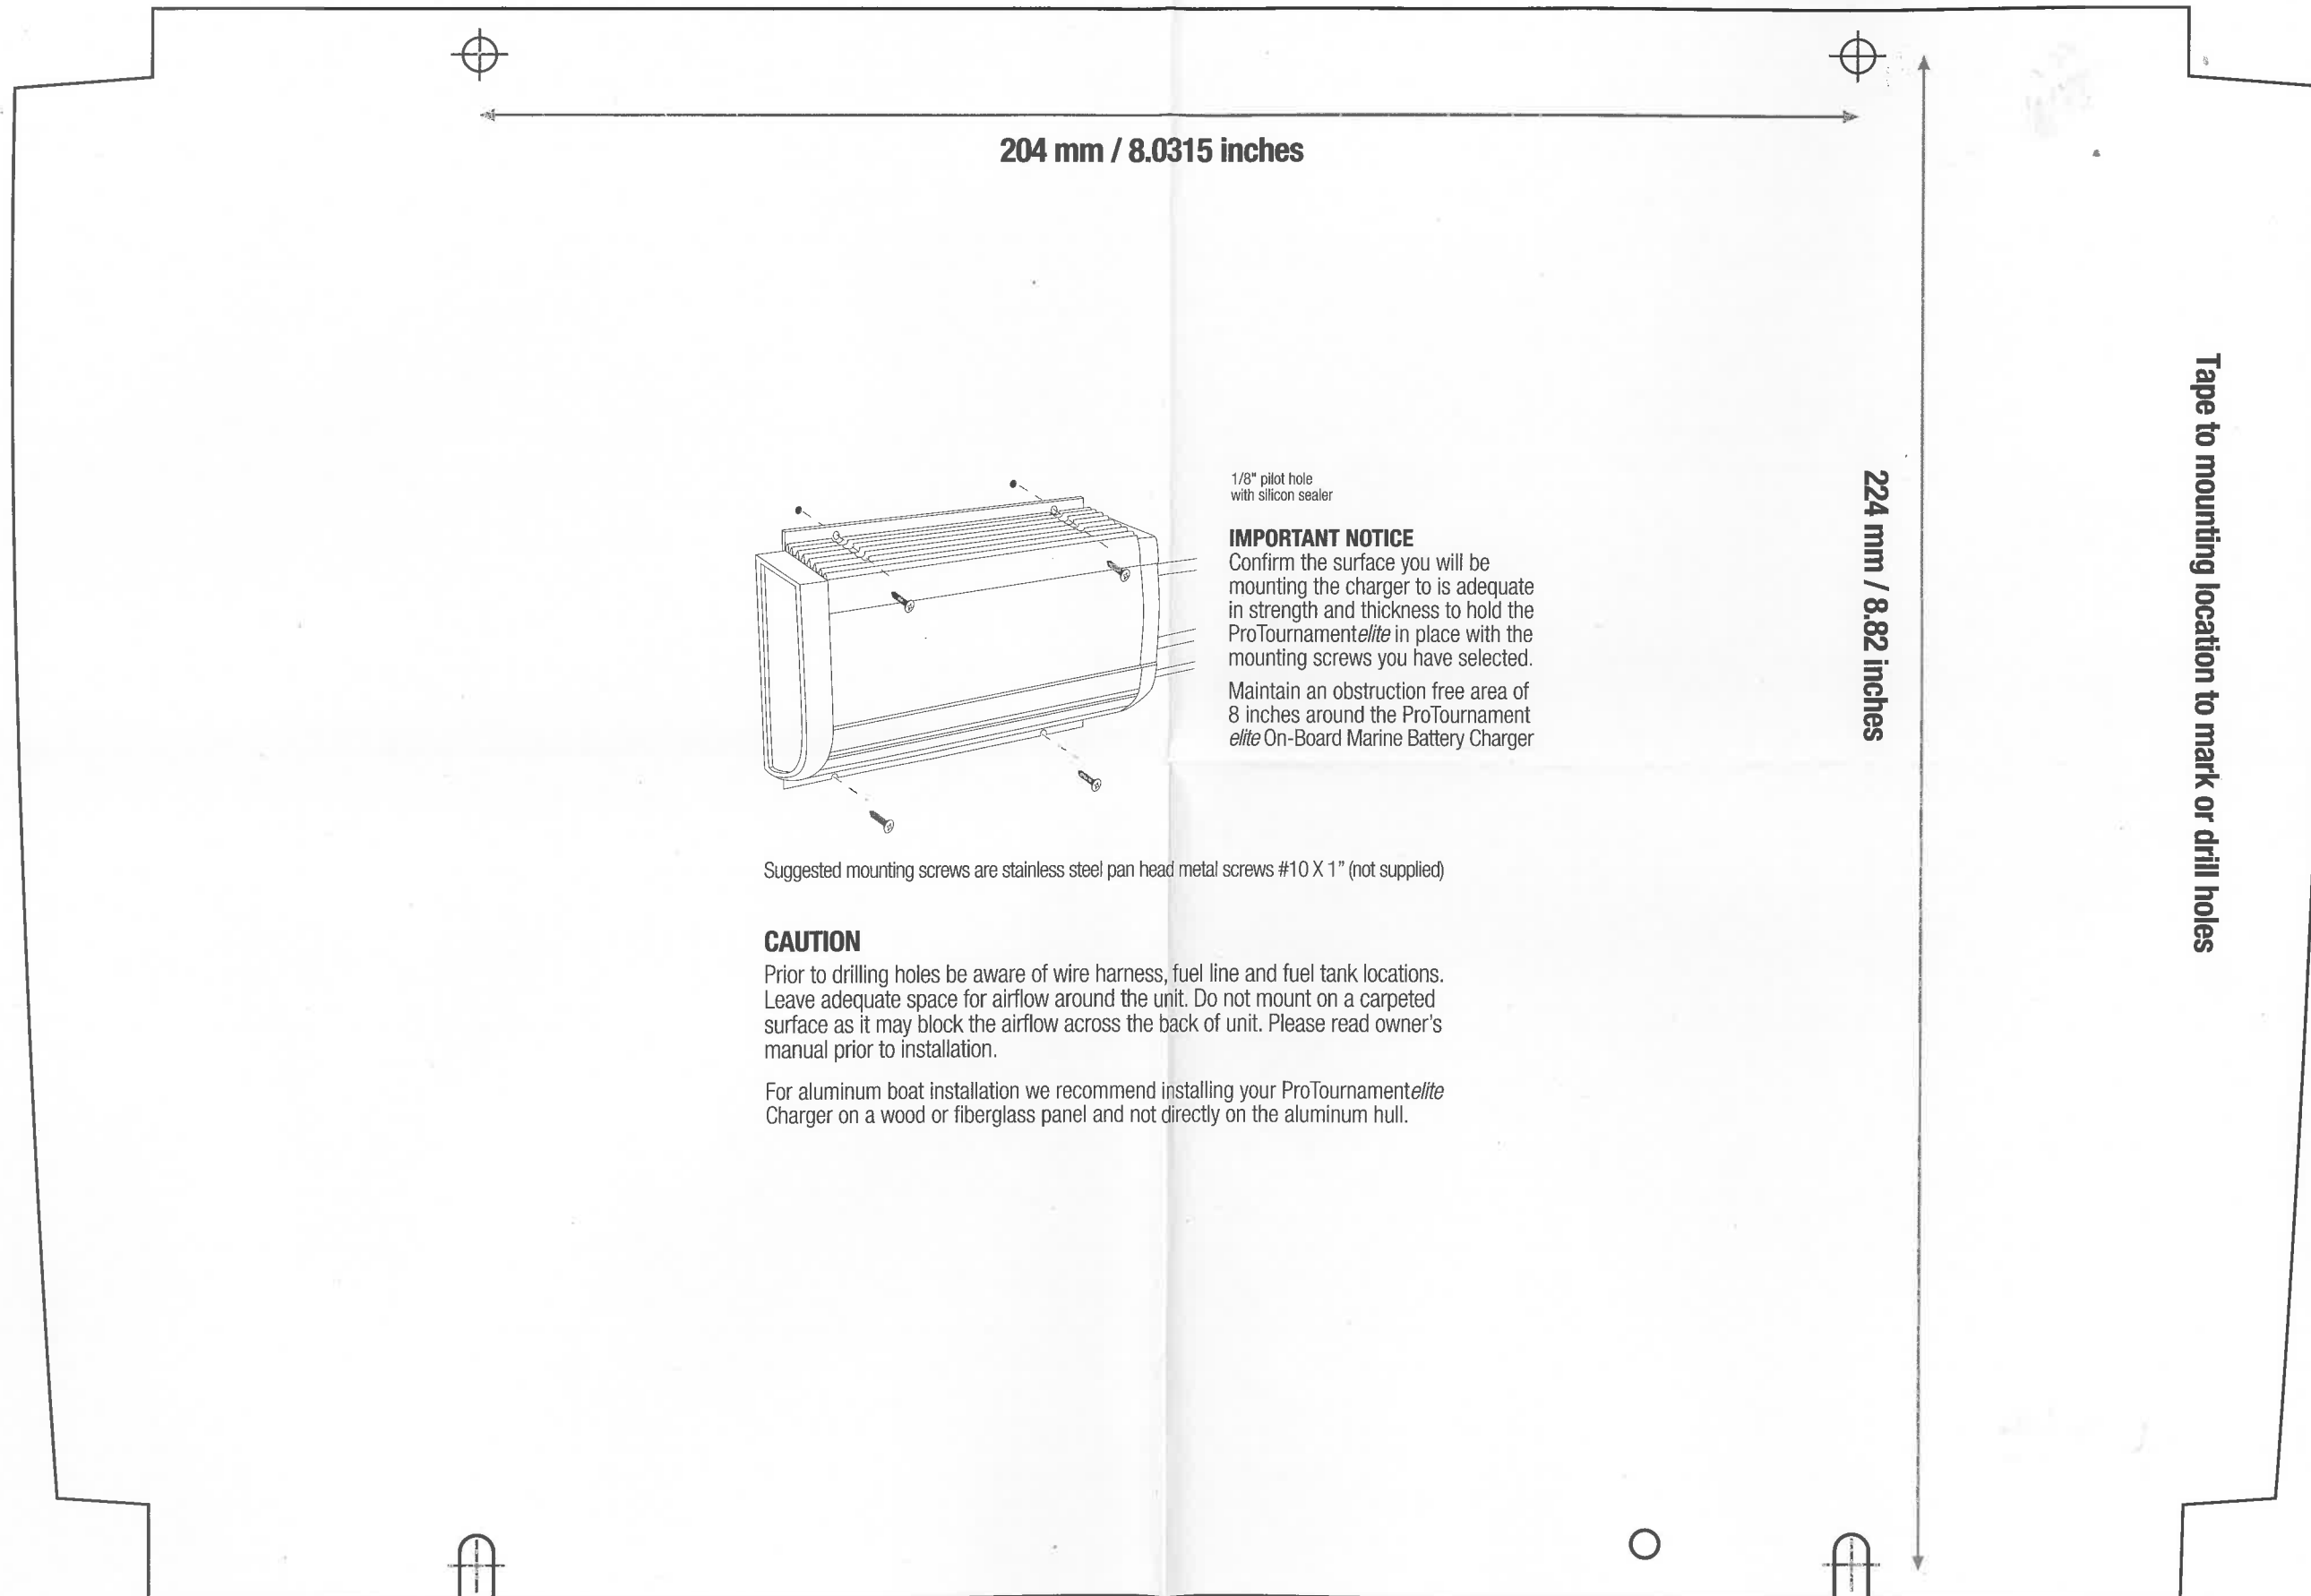 204 mm / 8.0315 inches
1/8" pilot hole
with silicon sealer
IMPORTANT NOTICE
Confirm the surface you will be
mounting the charger to is adequate
in strength and thickness to hold the
ProTournamentelite in place with the
mounting screws you have selected.
Maintain an obstruction free area of
8 inches around the ProTournament
elite On-Board Marine Battery Charger
224 mm / 8.82 inches
Tape to mounting location to mark or drill holes
Suggested mounting screws are stainless steel pan head metal screws #10 X 1” (not supplied)
CAUTION
Prior to drilling holes be aware of wire harness, fuel line and fuel tank locations.
Leave adequate space for airflow around the unit. Do not mount on a carpeted
surface as it may block the airflow across the back of unit. Please read owner’s
manual prior to installation.
For aluminum boat installation we recommend installing your ProTournamentelite
Charger on a wood or fiberglass panel and not directly on the aluminum hull.